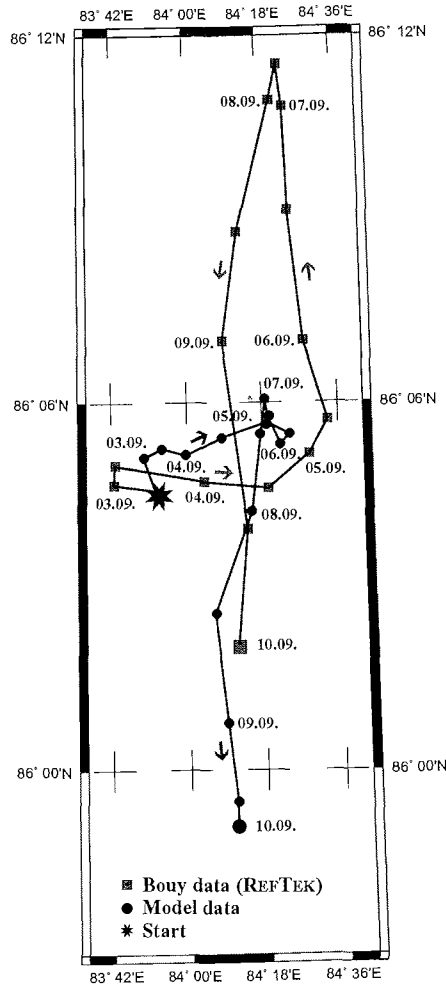 83˚ 42'E 84˚ 00'E 84˚ 18'E 84˚ 36'E
86˚ 12'N 86˚ 12'N
08.09. 07.09.
09.09. 06.09.
07.09.
86˚ 06'N 86˚ 06'N
05.09.
03.09. 06.09. 05.09.
04.09.
03.09. 04.09.
08.09.
10.09.
09.09.
86˚ 00'N 86˚ 00'N
10.09.
Bouy data (REFTEK)
Model data
Start
83˚ 42'E 84˚ 00'E 84˚ 18'E 84˚ 36'E